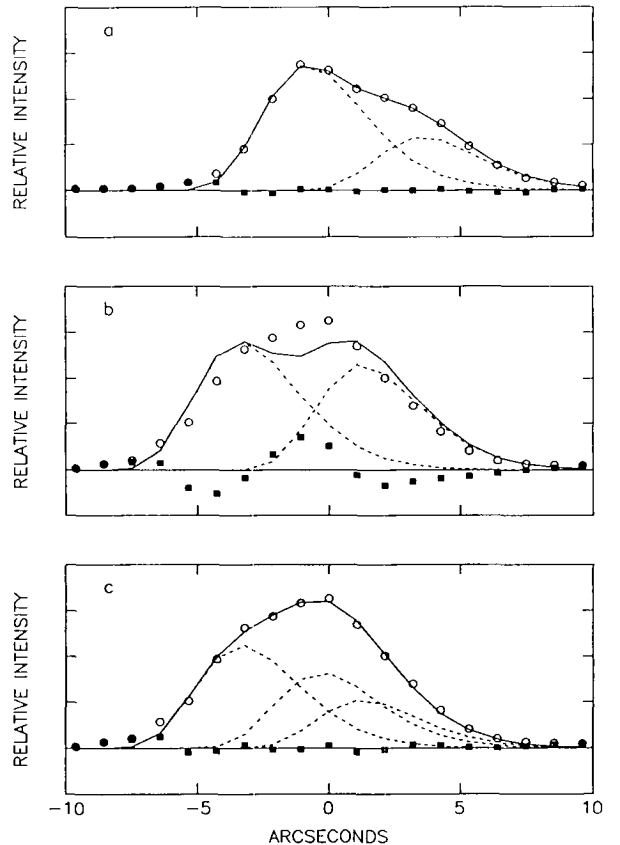 a
RELATIVE INTENSITY
b
RELATIVE INTENSITY
c
RELATIVE INTENSITY
−10 −5 0 5 10
ARCSECONDS